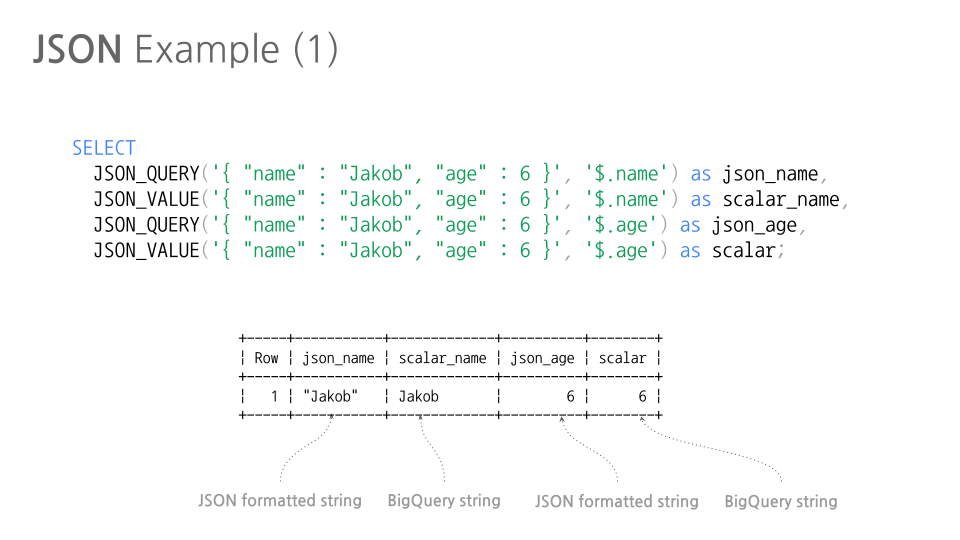 JSON Example (1)
SELECT
JSON_QUERY('{ "name" : "Jakob", "age" : 6 }', '$.name') as json_name,
JSON_VALUE('{ "name" : "Jakob", "age" : 6 }', '$.name') as scalar_name,
JSON_QUERY('{ "name" : "Jakob", "age" : 6 }', '$.age') as json_age,
JSON_VALUE('{ "name" : "Jakob", "age" : 6 }', '$.age') as scalar;
+-----+-----------+-------------+----------+--------+
| Row | json_name | scalar_name | json_age | scalar |
+-----+-----------+-------------+----------+--------+
|   1 | "Jakob"   | Jakob       |        6 |      6 |
+-----+-----------+-------------+----------+--------+
JSON formatted string BigQuery string JSON formatted string BigQuery string